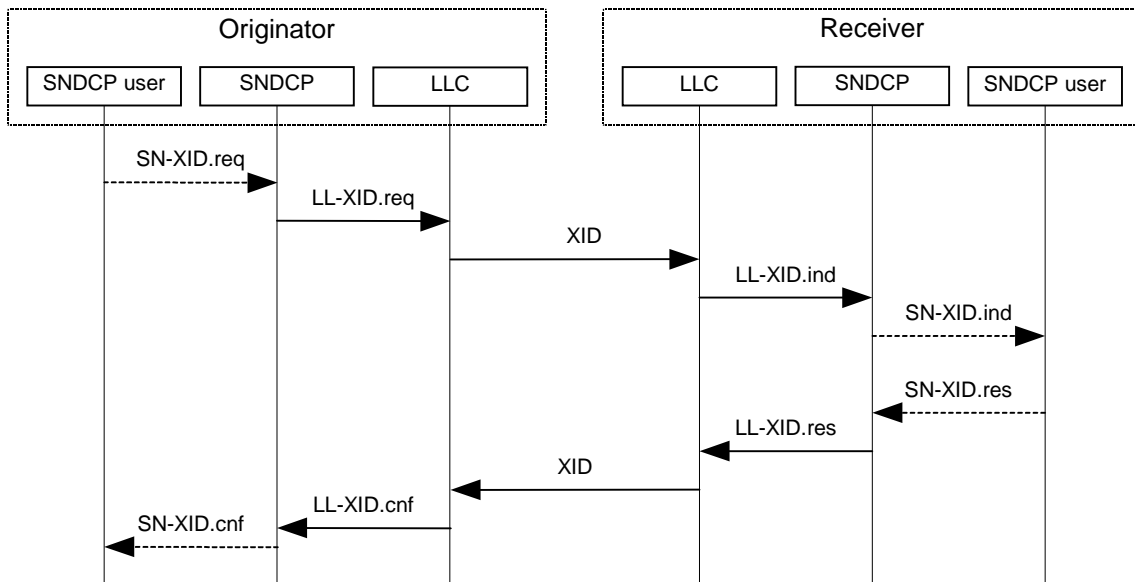 Originator
Receiver
SNDCP user
SNDCP
LLC
LLC
SNDCP
SNDCP user
SN-XID.req
LL-XID.req
XID
LL-XID.ind
SN-XID.ind
SN-XID.res
LL-XID.res
XID
LL-XID.cnf
SN-XID.cnf